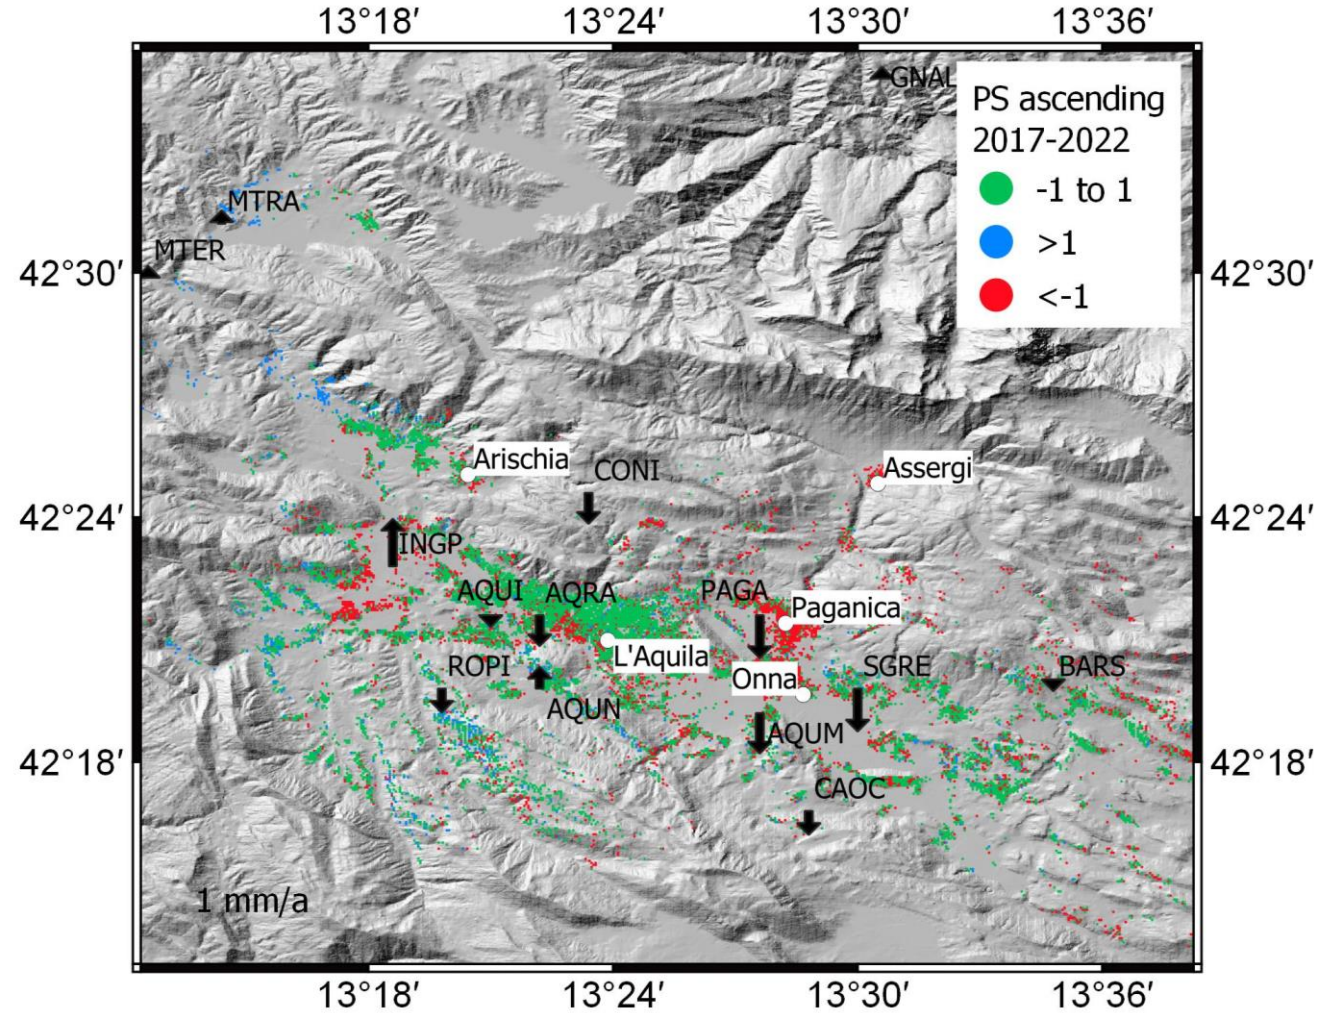 13°18′ 13°24′ 13°30′ 13°36′
GNAL
PS ascending
2017-2022
-1 to 1
>1
<-1
MTRA
MTER
42°30′ 42°30′
Arischia
CONI
Assergi
42°24′ 42°24′
INGP
AQUI AQRA PAGA
Paganica
L'Aquila
ROPI
Onna
SGRE
BARS
AQUN
AQUM
42°18′ 42°18′
CAOC
1 mm/a
13°18′ 13°24′ 13°30′ 13°36′